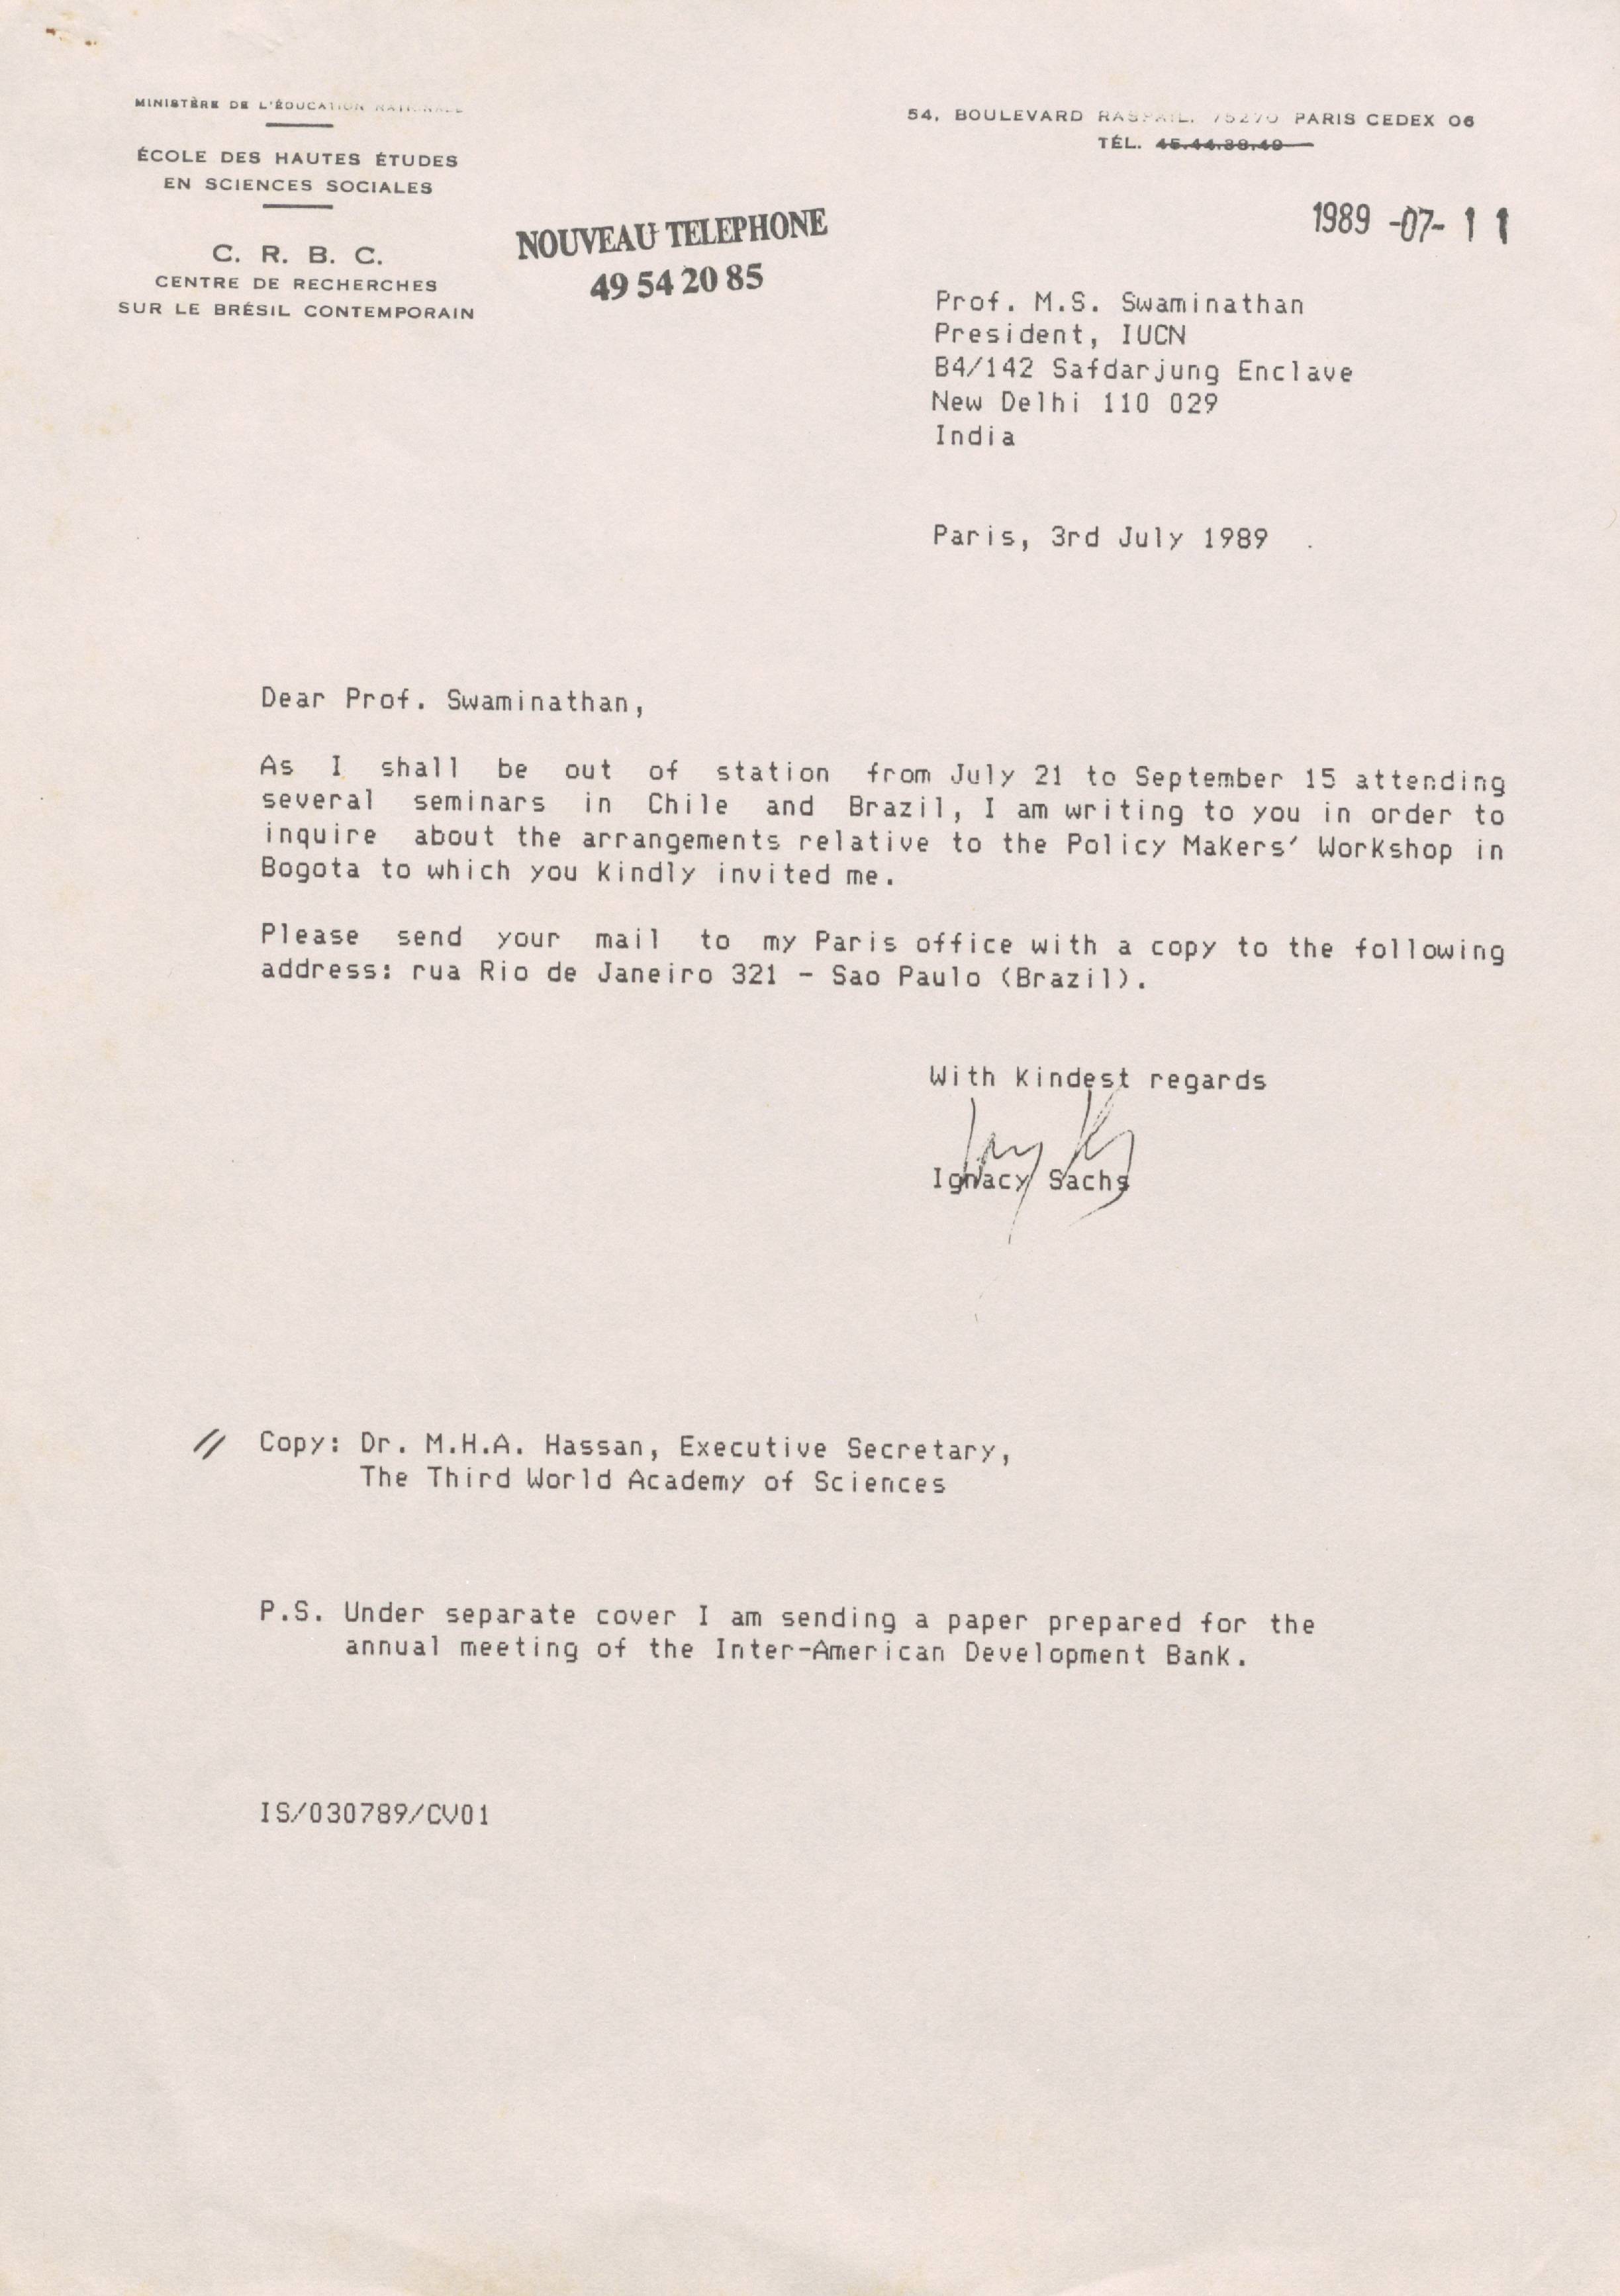 MINISTÈRE DE L'ÉDUCATION NATIONALE
ÉCOLE DES HAUTES ÉTUDES
EN SCIENCES SOCIALES
C. R. B. C.
CENTRE DE RECHERCHES
SUR LE BRÉSIL CONTEMPORAIN
NOUVEAU TELEPHONE
49 54 20 85
54, BOULEVARD RASPAIL, 75270 PARIS CEDEX 06
TÉL.
1989 -07- 11
Prof. M.S. Swaminathan
President, IUCN
B4/142 Safdarjung Enclave
New Delhi 110 029
India
Paris, 3rd July 1989
Dear Prof. Swaminathan,
As I shall be out of station from July 21 to September 15 attending
several seminars in Chile and Brazil, I am writing to you in order to
inquire about the arrangements relative to the Policy Makers' Workshop in
Bogota to which you kindly invited me.
Please send your mail to my Paris office with a copy to the following
address: rua Rio de Janeiro 321 - Sao Paulo (Brazil).
With kindest regards
Ignacy Sachs
// Copy: Dr. M.H.A. Hassan, Executive Secretary,
The Third World Academy of Sciences
P.S. Under separate cover I am sending a paper prepared for the
annual meeting of the Inter-American Development Bank.
IS/030789/CV01